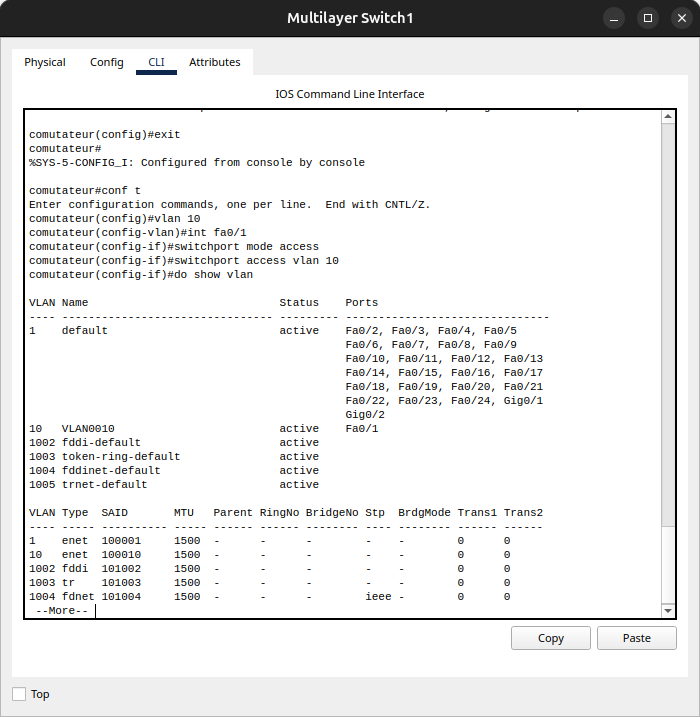 Multilayer Switch1
Physical Config CLI Attributes
IOS Command Line Interface
comutateur(config)#exit
comutateur#
%SYS-5-CONFIG_I: Configured from console by console
comutateur#conf t
Enter configuration commands, one per line.  End with CNTL/Z.
comutateur(config)#vlan 10
comutateur(config-vlan)#int fa0/1
comutateur(config-if)#switchport mode access
comutateur(config-if)#switchport access vlan 10
comutateur(config-if)#do show vlan
VLAN Name                             Status    Ports
---- -------------------------------- --------- -------------------------------
1    default                          active    Fa0/2, Fa0/3, Fa0/4, Fa0/5
                                                Fa0/6, Fa0/7, Fa0/8, Fa0/9
                                                Fa0/10, Fa0/11, Fa0/12, Fa0/13
                                                Fa0/14, Fa0/15, Fa0/16, Fa0/17
                                                Fa0/18, Fa0/19, Fa0/20, Fa0/21
                                                Fa0/22, Fa0/23, Fa0/24, Gig0/1
                                                Gig0/2
10   VLAN0010                         active    Fa0/1
1002 fddi-default                     active
1003 token-ring-default               active
1004 fddinet-default                  active
1005 trnet-default                    active
VLAN Type  SAID       MTU   Parent RingNo BridgeNo Stp  BrdgMode Trans1 Trans2
---- ----- ---------- ----- ------ ------ -------- ---- -------- ------ ------
1    enet  100001     1500  -      -      -        -    -        0      0
10   enet  100010     1500  -      -      -        -    -        0      0
1002 fddi  101002     1500  -      -      -        -    -        0      0
1003 tr    101003     1500  -      -      -        -    -        0      0
1004 fdnet 101004     1500  -      -      -        ieee -        0      0
 --More--
Copy Paste
Top